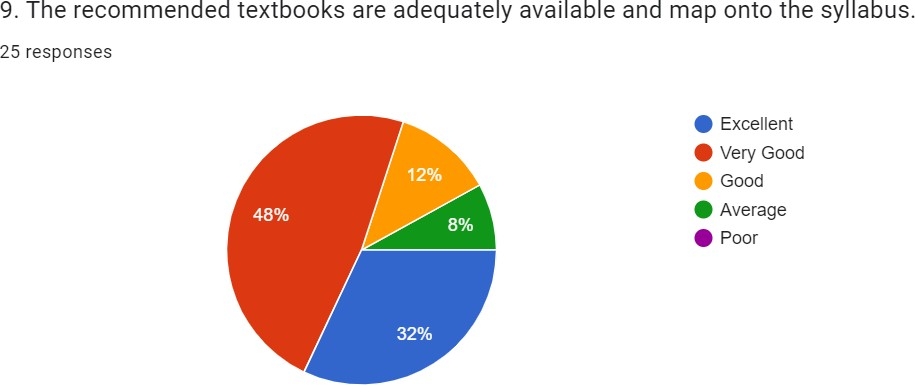 9. The recommended textbooks are adequately available and map onto the syllabus.
25 responses
Excellent
Very Good
Good
Average
Poor
12%
48%
8%
32%